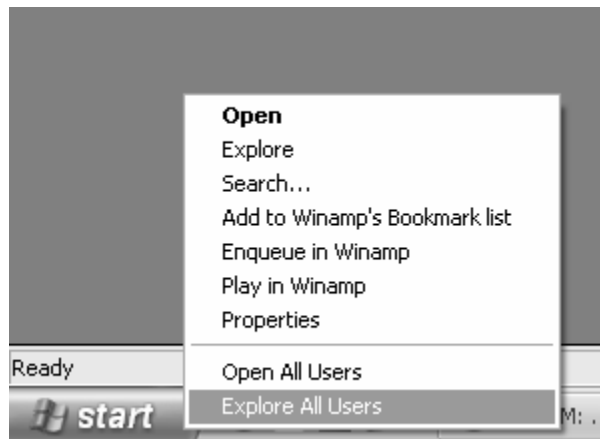 Open
Explore
Search...
Add to Winamp's Bookmark list
Enqueue in Winamp
Play in Winamp
Properties
Ready
Open All Users
start
Explore All Users
M: .